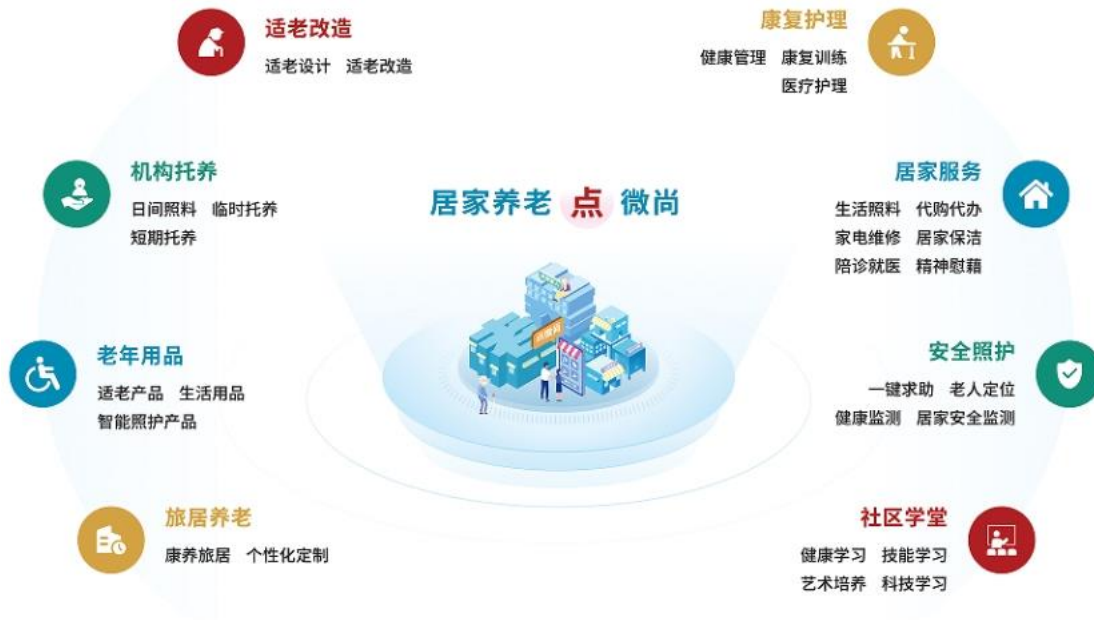 适老改造
适老设计 适老改造
康复护理
健康管理 康复训练
医疗护理
机构托养
日间照料 临时托养
短期托养
居家养老 点 微尚
居家服务
生活照料 代购代办
家电维修 居家保洁
陪诊就医 精神慰藉
老年用品
适老产品 生活用品
智能照护产品
安全照护
一键求助 老人定位
健康监测 居家安全监测
旅居养老
康养旅居 个性化定制
社区学堂
健康学习 技能学习
艺术培养 科技学习